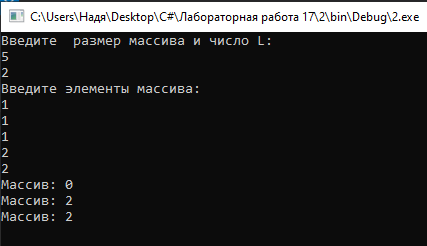 C:\Users\Надя\Desktop\C#\Лабораторная работа 17\2\bin\Debug\2.exe
Введите  размер массива и число L:
5
2
Введите элементы массива:
1
1
1
2
2
Массив: 0
Массив: 2
Массив: 2